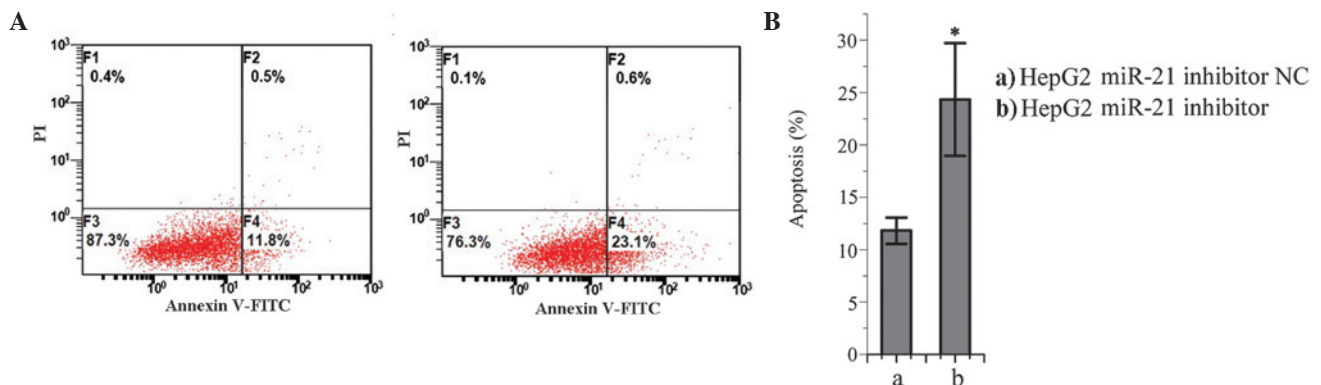 A
10³
10²
10¹
10⁰
PI
F1
0.4%
F2
0.5%
F3
87.3%
F4
11.8%
10⁰
10¹
10²
10³
Annexin V-FITC
10³
10²
10¹
10⁰
PI
F1
0.1%
F2
0.6%
F3
76.3%
F4
23.1%
10⁰
10¹
10²
10³
Annexin V-FITC
B
Apoptosis (%)
30
25
20
15
10
5
0
*
a
b
a) HepG2 miR-21 inhibitor NC
b) HepG2 miR-21 inhibitor